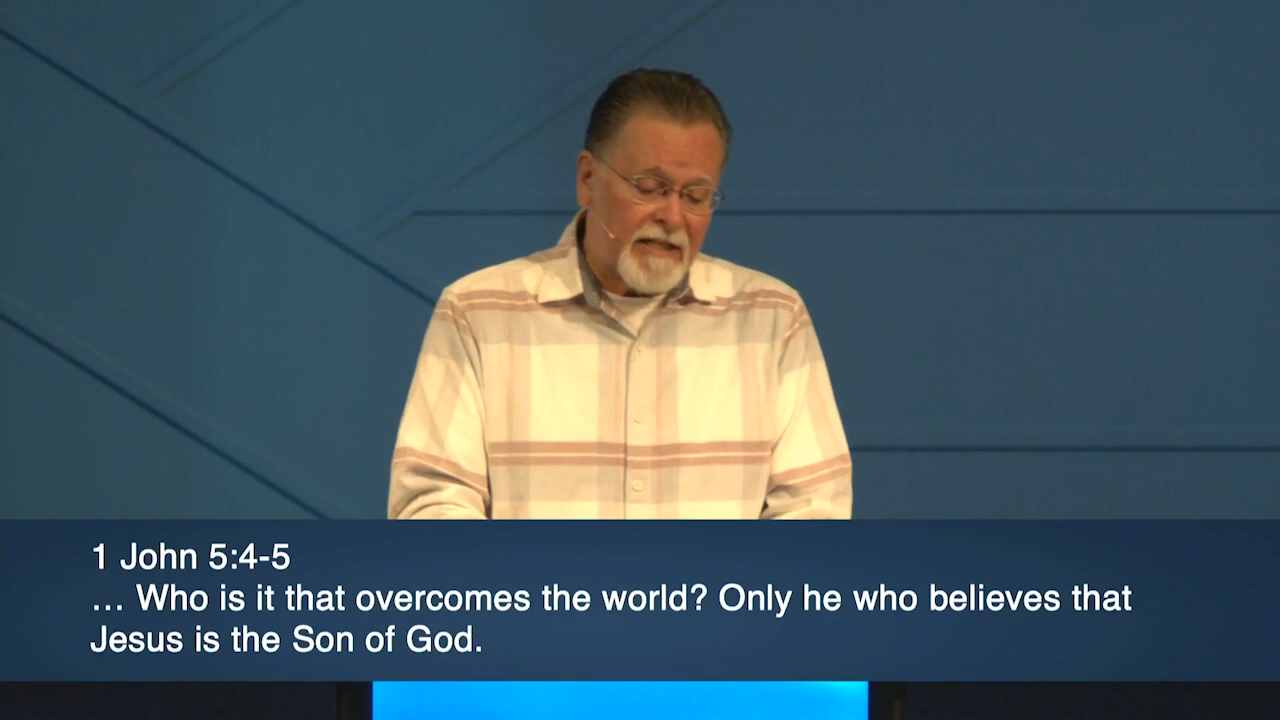 1 John 5:4-5
… Who is it that overcomes the world? Only he who believes that
Jesus is the Son of God.